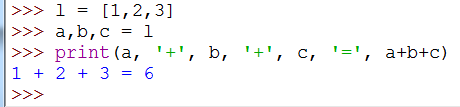 >>> l = [1,2,3]
>>> a,b,c = l
>>> print(a, '+', b, '+', c, '=', a+b+c)
1 + 2 + 3 = 6
>>>